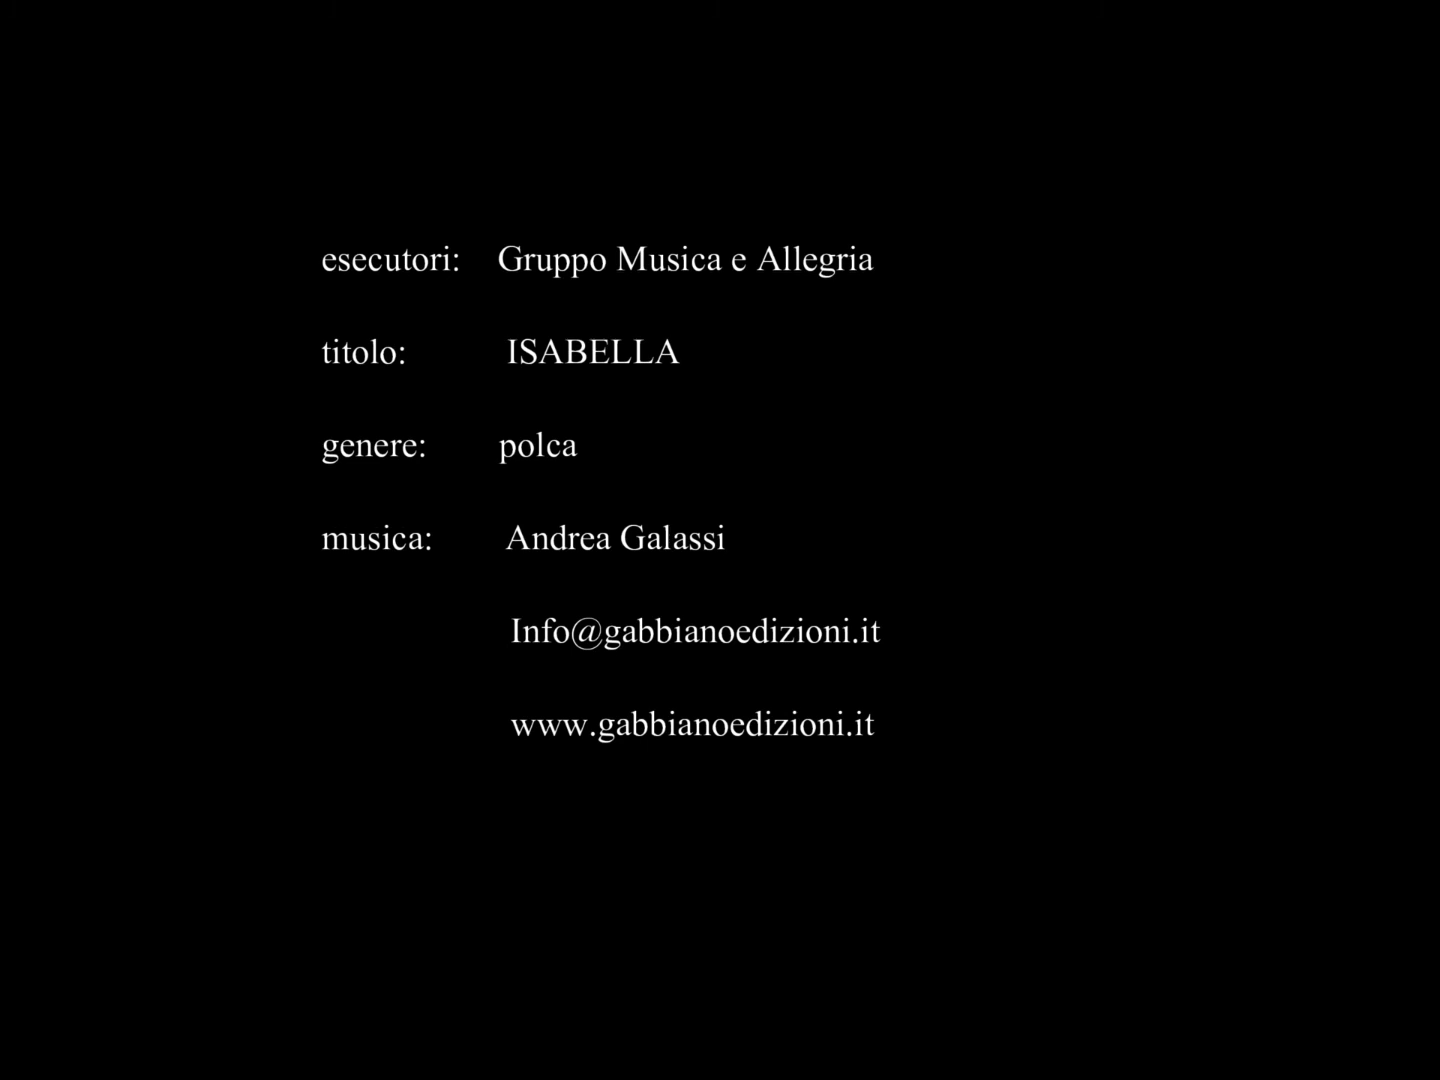 esecutori: Gruppo Musica e Allegria
titolo: ISABELLA
genere: polca
musica: Andrea Galassi
Info@gabbianoedizioni.it
www.gabbianoedizioni.it